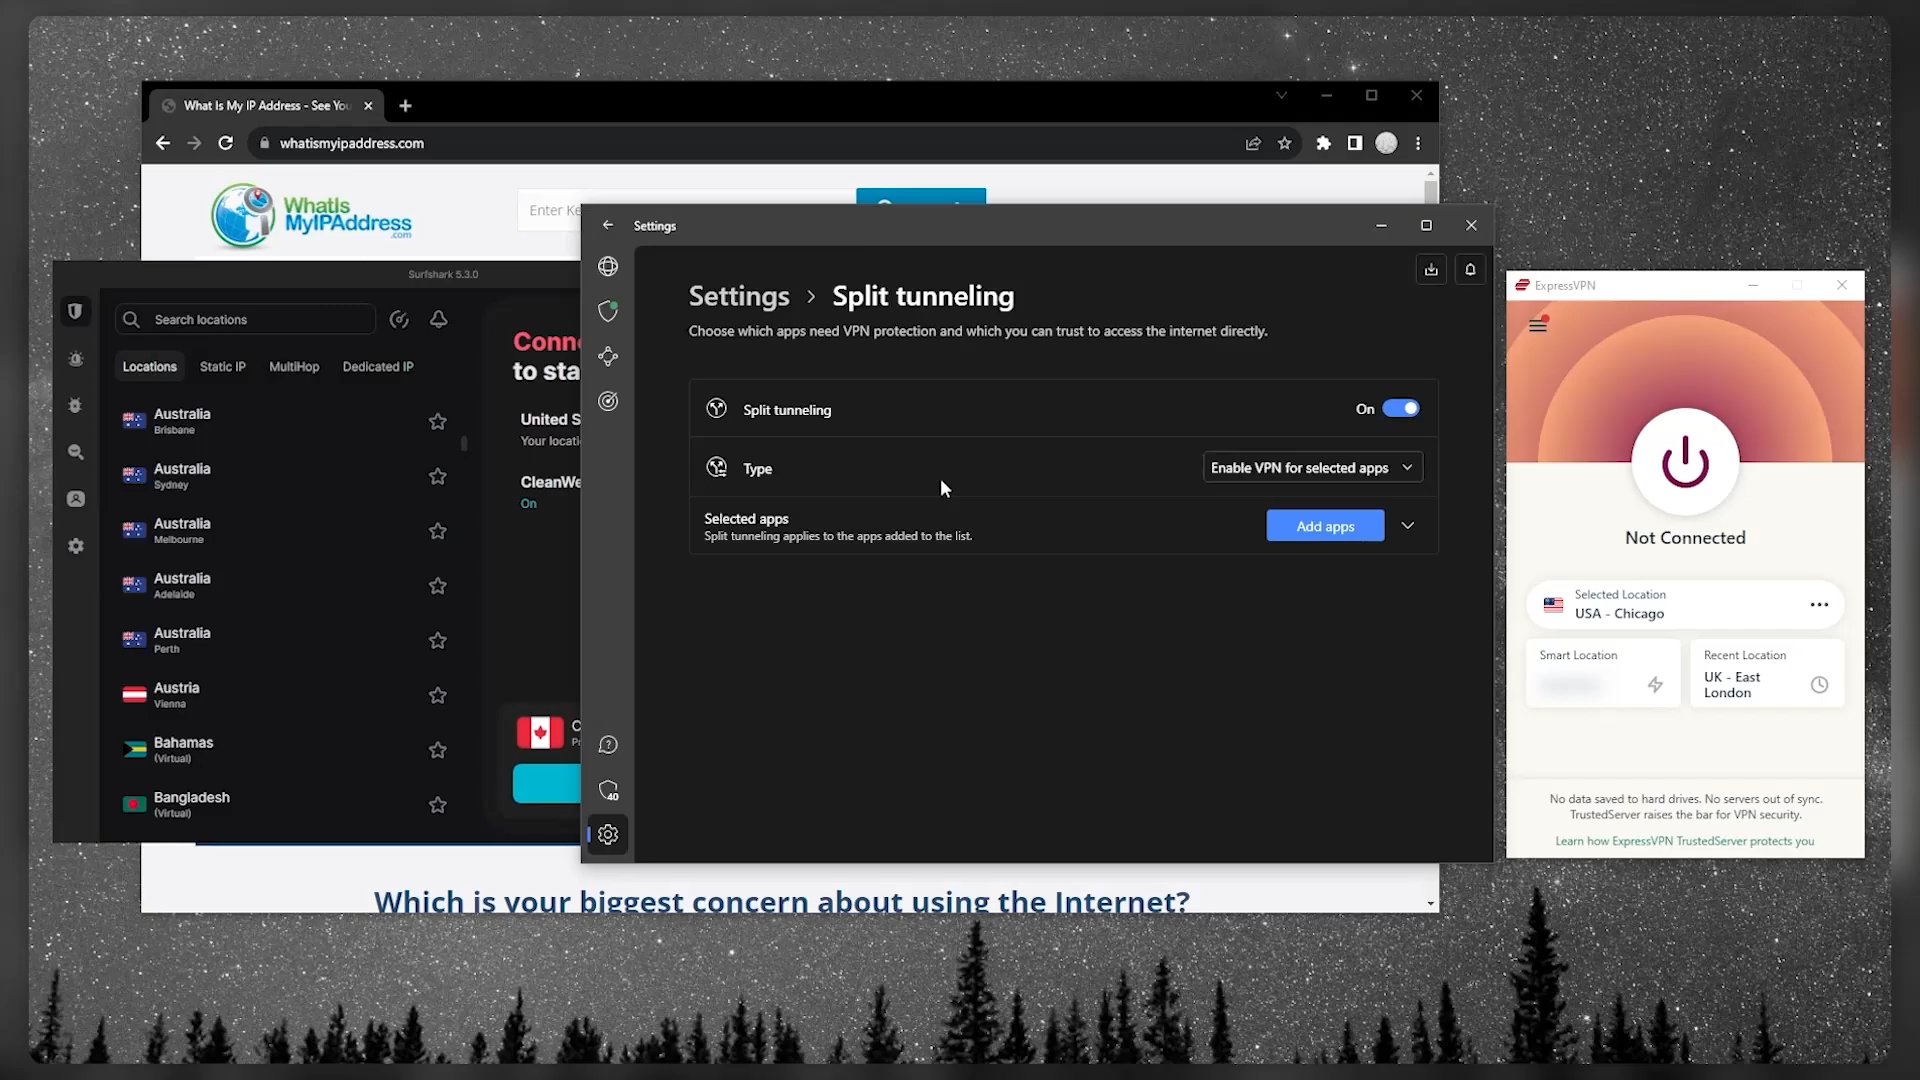 What Is My IP Address - See You
whatismyipaddress.com
WhatIs
MyIPAddress
.com
Enter Ke
Settings
Settings > Split tunneling
Choose which apps need VPN protection and which you can trust to access the internet directly.
Split tunneling
On
Type
Enable VPN for selected apps
Selected apps
Split tunneling applies to the apps added to the list.
Add apps
40
Surfshark 5.3.0
Search locations
Locations
Static IP
MultiHop
Dedicated IP
Australia
Brisbane
Australia
Sydney
Australia
Melbourne
Australia
Adelaide
Australia
Perth
Austria
Vienna
Bahamas
(Virtual)
Bangladesh
(Virtual)
Conn
to sta
United S
Your locati
CleanWe
On
ExpressVPN
Not Connected
Selected Location
USA - Chicago
Smart Location
Recent Location
UK - East
London
No data saved to hard drives. No servers out of sync.
TrustedServer raises the bar for VPN security.
Learn how ExpressVPN TrustedServer protects you
Which is your biggest concern about using the Internet?